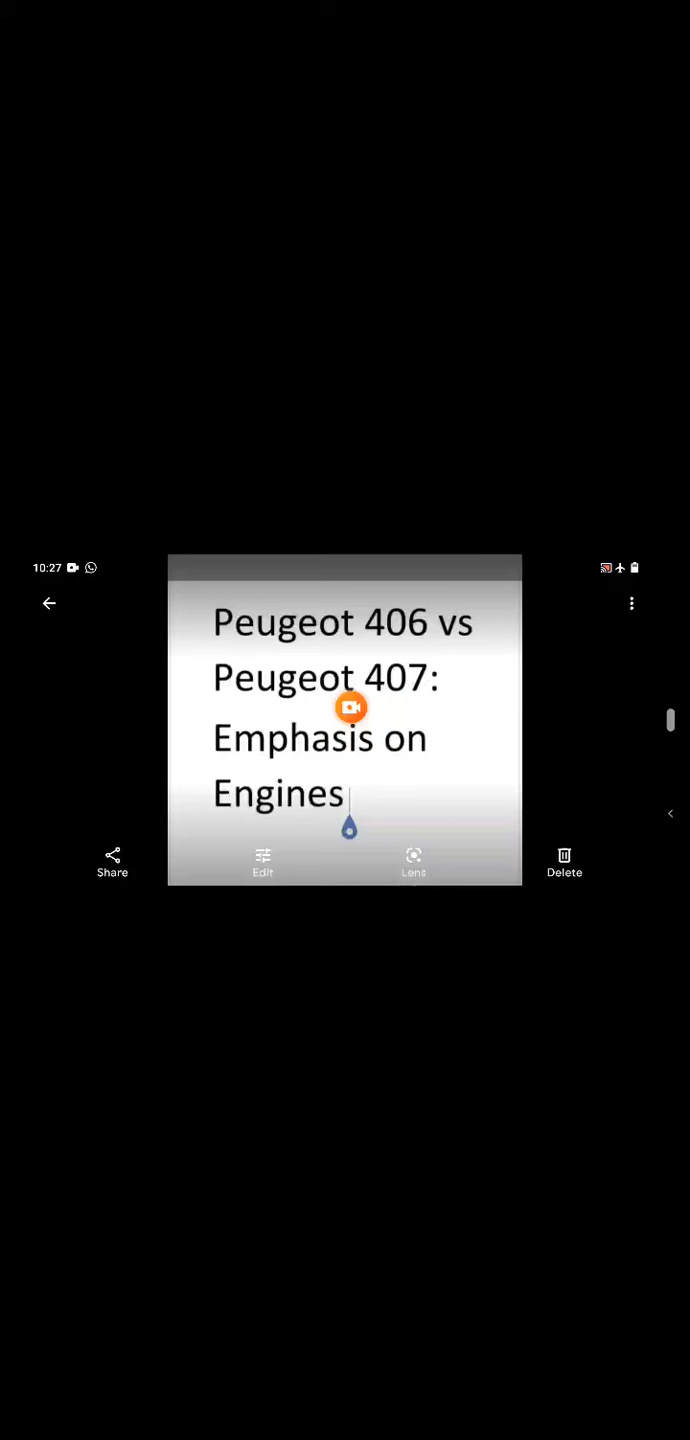 10:27
Peugeot 406 vs
Peugeot 407:
Emphasis on
Engines
Share
Edit
Lens
Delete